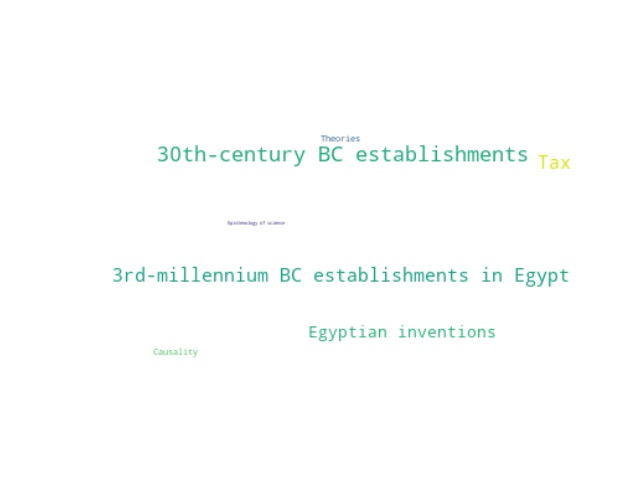 Theories
30th-century BC establishments
Tax
Epistemology of science
3rd-millennium BC establishments in Egypt
Egyptian inventions
Causality